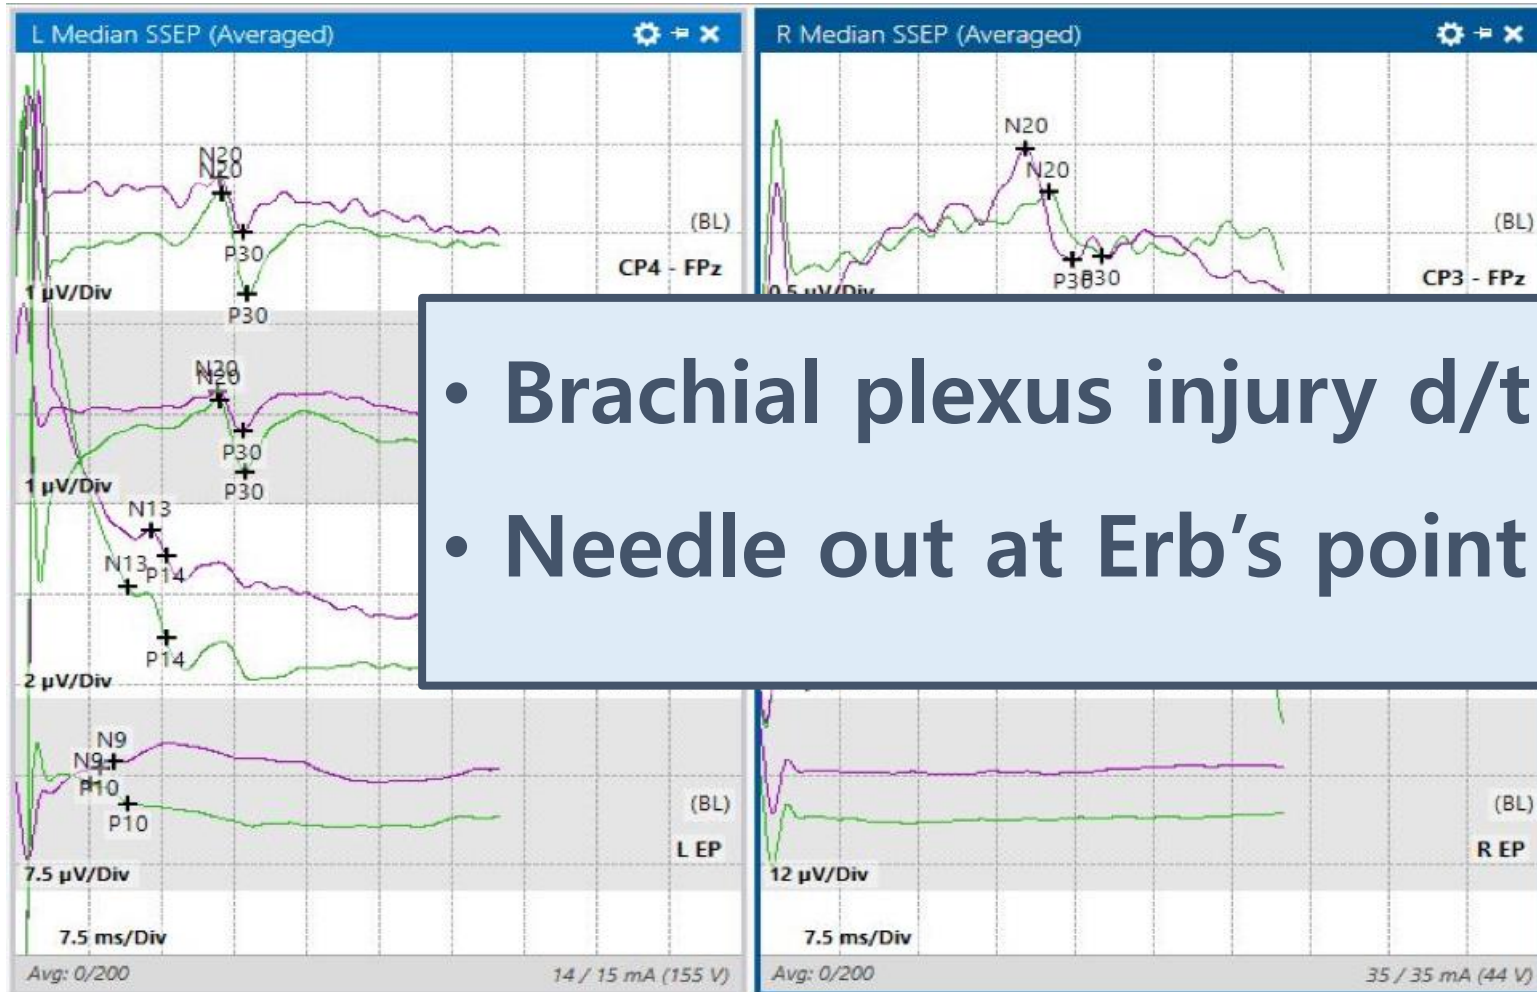 L Median SSEP (Averaged)
N20
N20
P30
P30
(BL)
CP4 - FPz
1 µV/Div
N20
N20
P30
P30
1 µV/Div
N13
N13
P14
P14
2 µV/Div
N9
N9
P10
P10
(BL)
L EP
7.5 µV/Div
7.5 ms/Div
Avg: 0/200
14 / 15 mA (155 V)
R Median SSEP (Averaged)
N20
N20
P30
(BL)
CP3 - FPz
0.5 µV/Div
• Brachial plexus injury d/t
• Needle out at Erb’s point
(BL)
R EP
12 µV/Div
7.5 ms/Div
Avg: 0/200
35 / 35 mA (44 V)